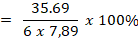 = 35.69 / 6 x 7,89 x 100%